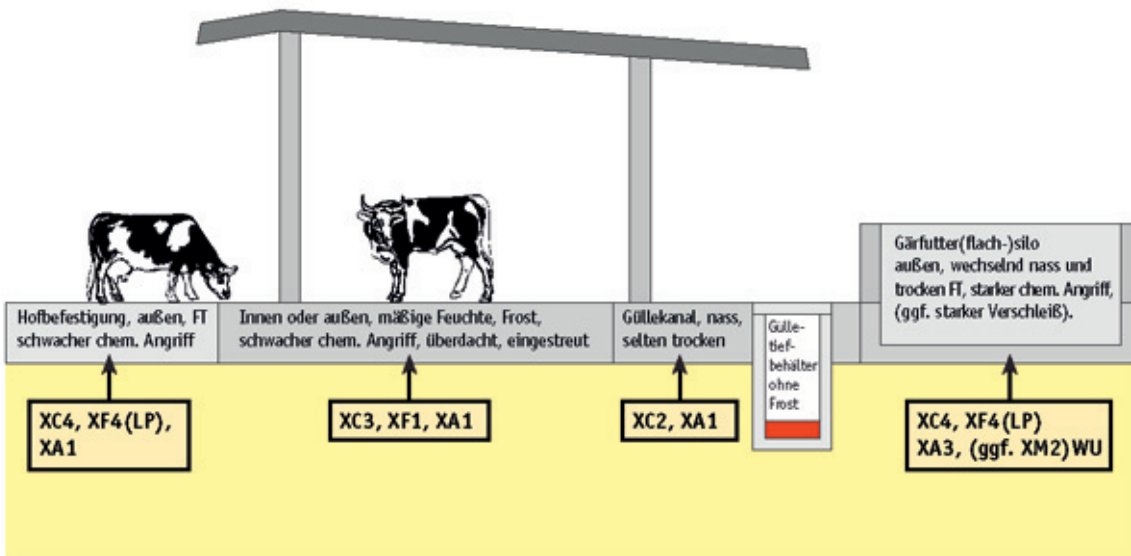 Hofbefestigung, außen, FT
schwacher chem. Angriff
Innen oder außen, mäßige Feuchte, Frost,
schwacher chem. Angriff, überdacht, eingestreut
Güllekanal, nass,
selten trocken
Gülle-
tief-
behälter
ohne
Frost
Gärfutter(flach-)silo
außen, wechselnd nass und
trocken FT, starker chem. Angriff,
(ggf. starker Verschleiß).
XC4, XF4(LP),
XA1
XC3, XF1, XA1
XC2, XA1
XC4, XF4(LP)
XA3, (ggf. XM2)WU